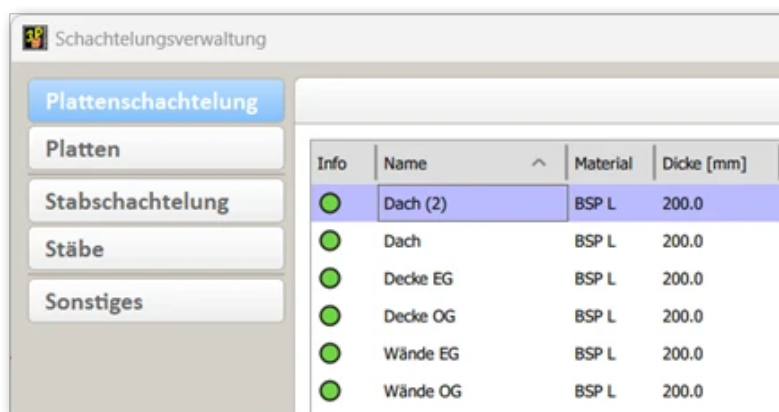 Schachtelungsverwaltung
Plattenschachtelung
Platten
Stabschachtelung
Stäbe
Sonstiges
Info Name Material Dicke [mm]
Dach (2) BSP L 200.0
Dach BSP L 200.0
Decke EG BSP L 200.0
Decke OG BSP L 200.0
Wände EG BSP L 200.0
Wände OG BSP L 200.0